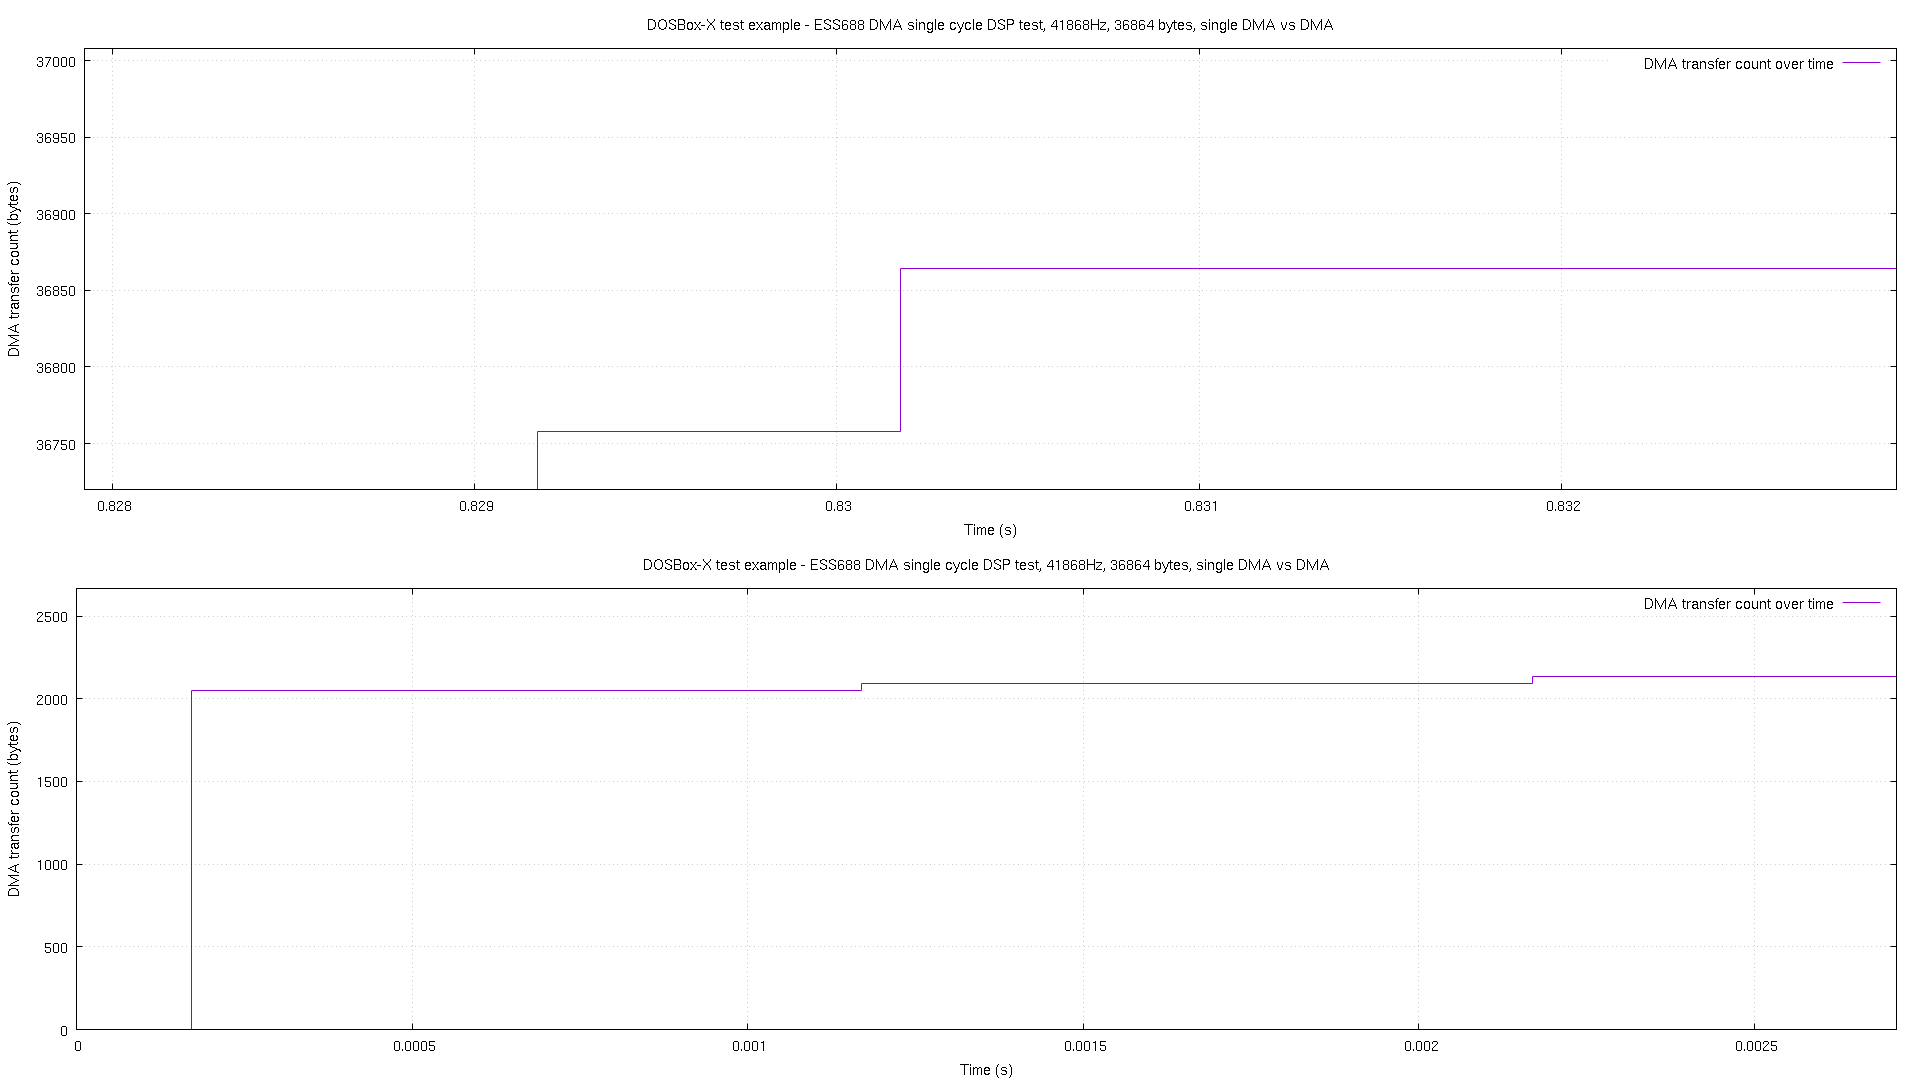 DOSBox-X test example - ESS688 DMA single cycle DSP test, 41868Hz, 36864 bytes, single DMA vs DMA
DMA transfer count over time
DMA transfer count (bytes)
37000
36950
36900
36850
36800
36750
0.828 0.829 0.83 0.831 0.832
Time (s)
DOSBox-X test example - ESS688 DMA single cycle DSP test, 41868Hz, 36864 bytes, single DMA vs DMA
DMA transfer count over time
DMA transfer count (bytes)
2500
2000
1500
1000
500
0
0 0.0005 0.001 0.0015 0.002 0.0025
Time (s)